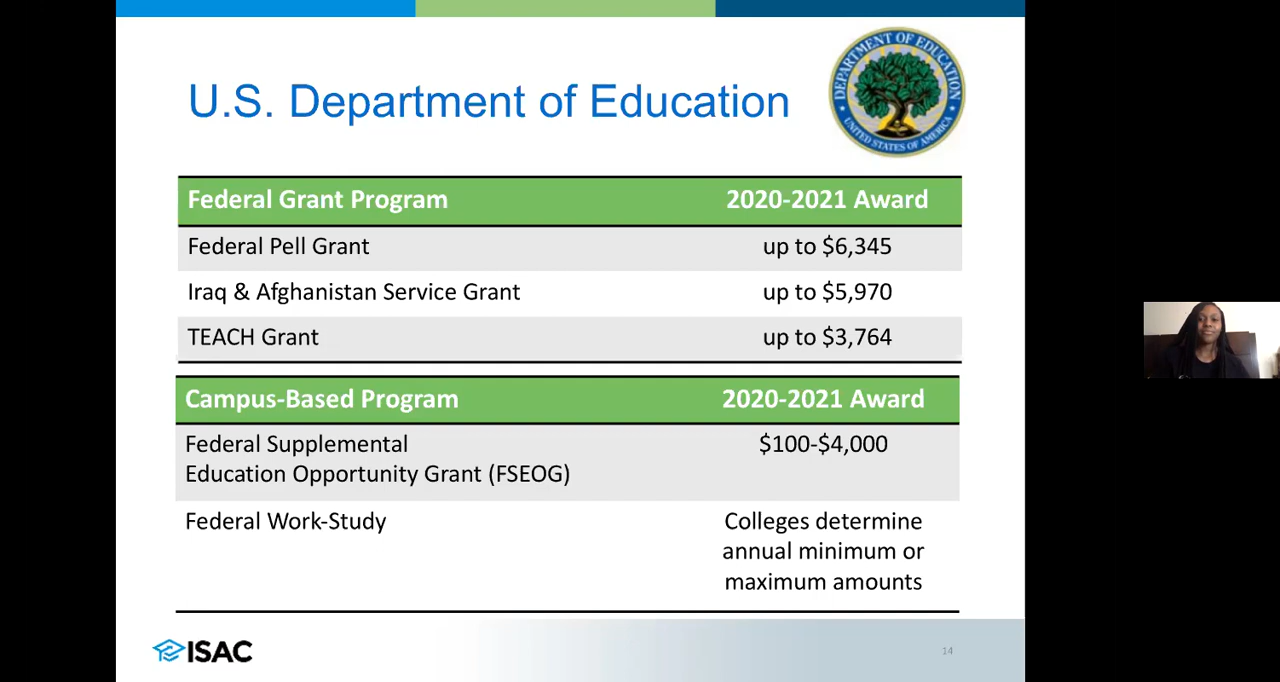 U.S. Department of Education
DEPARTMENT OF EDUCATION
UNITED STATES OF AMERICA
Federal Grant Program 2020-2021 Award
Federal Pell Grant up to $6,345
Iraq & Afghanistan Service Grant up to $5,970
TEACH Grant up to $3,764
Campus-Based Program 2020-2021 Award
Federal Supplemental $100-$4,000
Education Opportunity Grant (FSEOG)
Federal Work-Study Colleges determine
annual minimum or
maximum amounts
ISAC
14